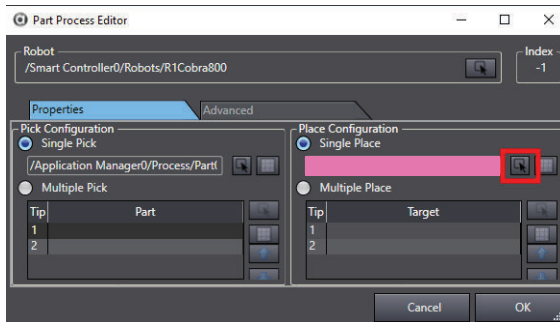 Part Process Editor
Robot
/Smart Controller0/Robots/R1Cobra800
Index
-1
Properties
Advanced
Pick Configuration
Single Pick
/Application Manager0/Process/Part(
Multiple Pick
Tip Part
1
2
Place Configuration
Single Place
Multiple Place
Tip Target
1
2
Cancel
OK